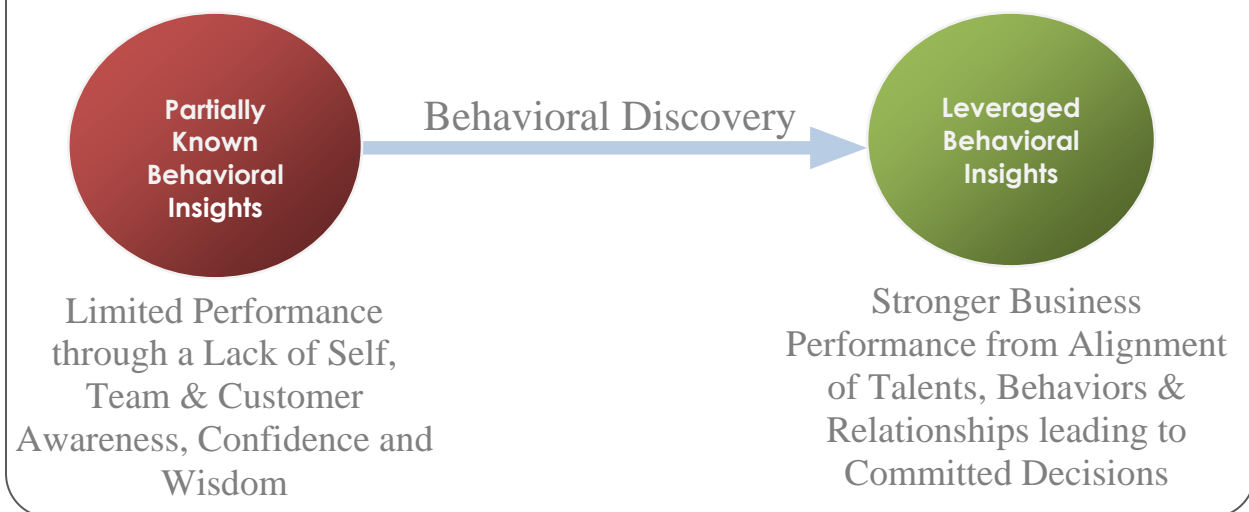 Partially
Known
Behavioral
Insights
Behavioral Discovery
Leveraged
Behavioral
Insights
Limited Performance
through a Lack of Self,
Team & Customer
Awareness, Confidence and
Wisdom
Stronger Business
Performance from Alignment
of Talents, Behaviors &
Relationships leading to
Committed Decisions